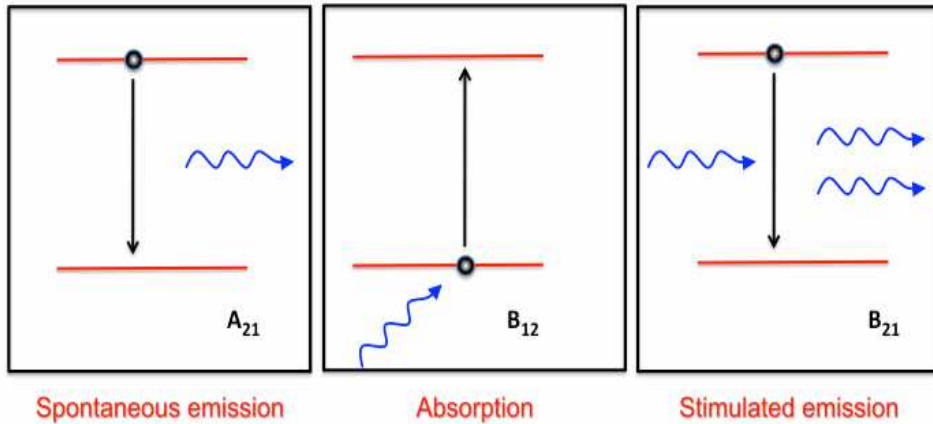 A21
B12
B21
Spontaneous emission
Absorption
Stimulated emission